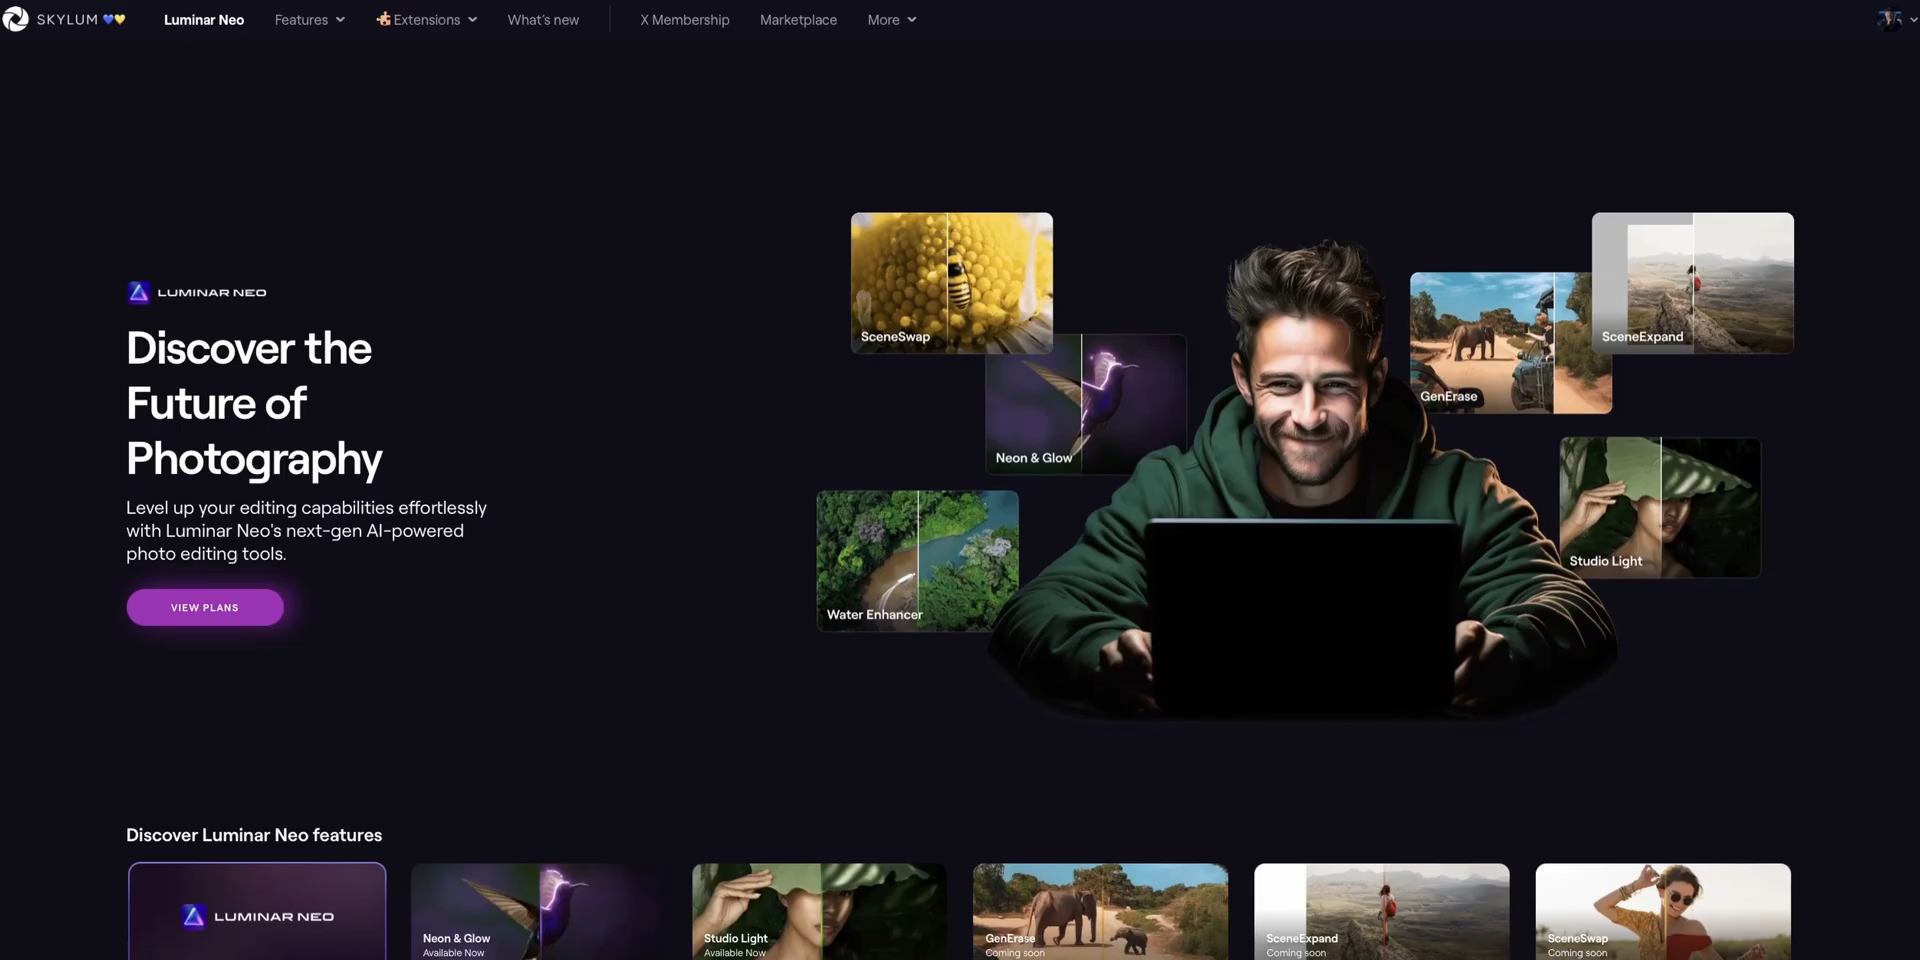 SKYLUM 💙💛
Luminar Neo
Features
Extensions
What's new
X Membership
Marketplace
More
SceneSwap
Neon & Glow
Water Enhancer
GenErase
SceneExpand
Studio Light
LUMINAR NEO
Discover the
Future of
Photography
Level up your editing capabilities effortlessly
with Luminar Neo's next-gen AI-powered
photo editing tools.
VIEW PLANS
Discover Luminar Neo features
LUMINAR NEO
Neon & Glow
Available Now
Studio Light
Available Now
GenErase
Coming soon
SceneExpand
Coming soon
SceneSwap
Coming soon